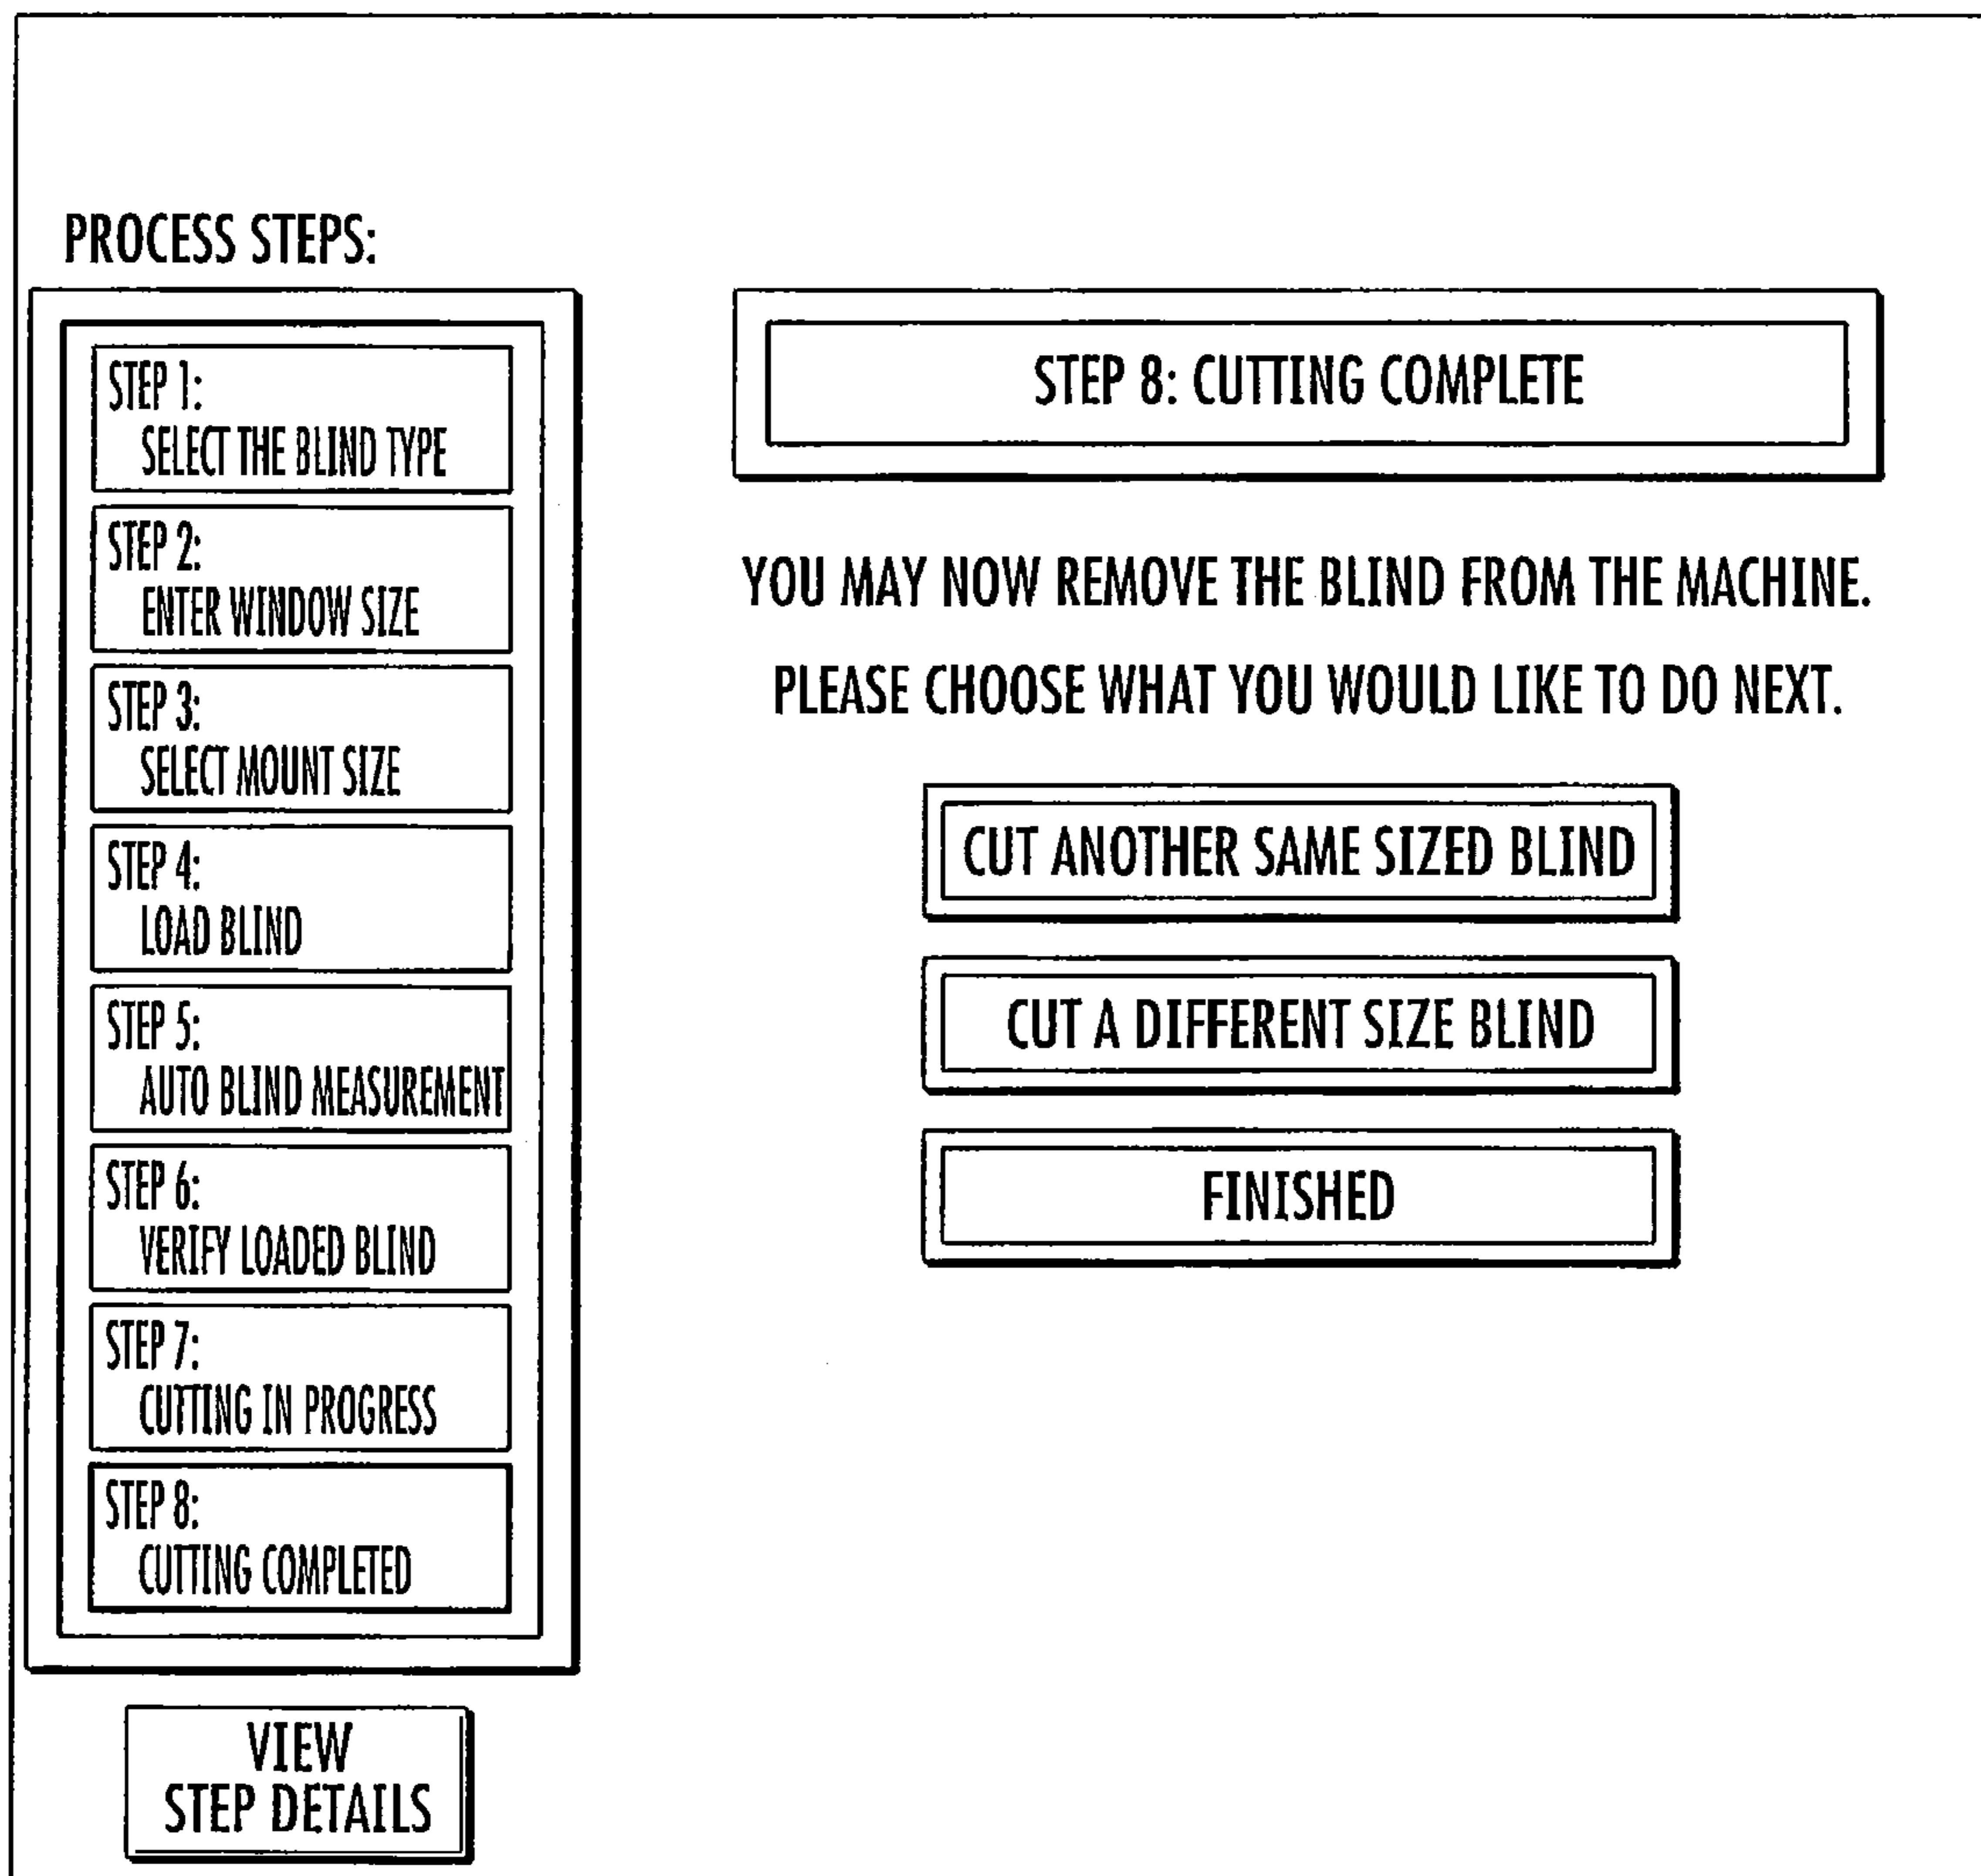 PROCESS STEPS:
STEP 1:
SELECT THE BLIND TYPE
STEP 2:
ENTER WINDOW SIZE
STEP 3:
SELECT MOUNT SIZE
STEP 4:
LOAD BLIND
STEP 5:
AUTO BLIND MEASUREMENT
STEP 6:
VERIFY LOADED BLIND
STEP 7:
CUTTING IN PROGRESS
STEP 8:
CUTTING COMPLETED
VIEW
STEP DETAILS
STEP 8: CUTTING COMPLETE
YOU MAY NOW REMOVE THE BLIND FROM THE MACHINE.
PLEASE CHOOSE WHAT YOU WOULD LIKE TO DO NEXT.
CUT ANOTHER SAME SIZED BLIND
CUT A DIFFERENT SIZE BLIND
FINISHED